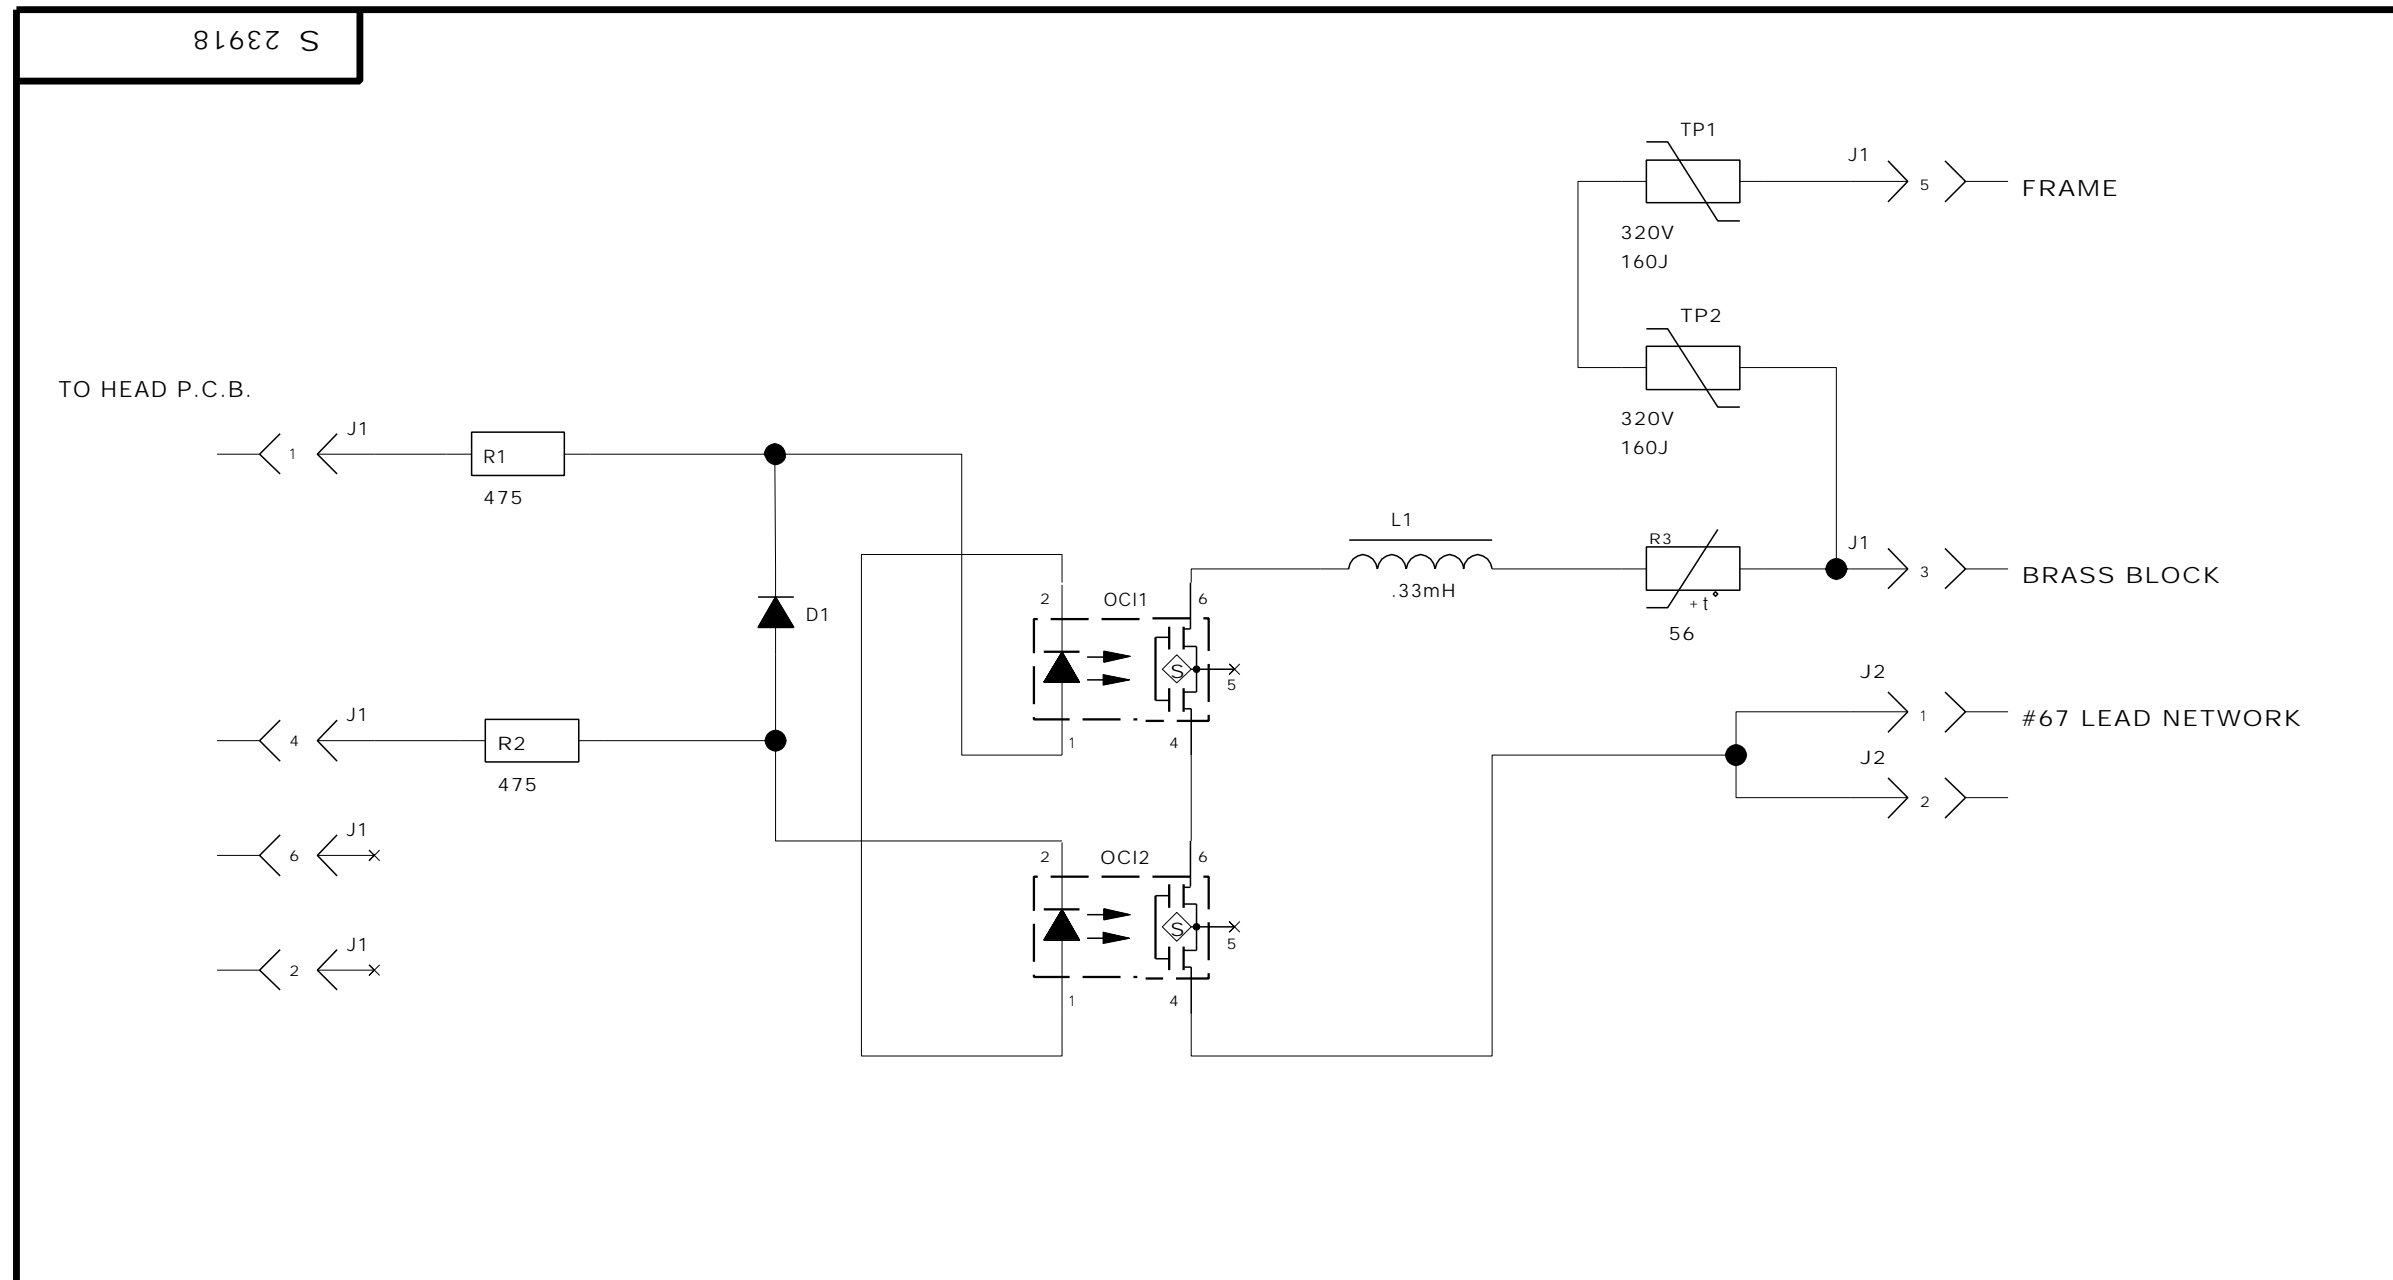 S 23918
TP1
J1
5
FRAME
320V
160J
TP2
320V
160J
TO HEAD P.C.B.
J1
1
R1
475
L1
.33mH
R3
+t°
56
J1
3
BRASS BLOCK
D1
2
OCI1
6
S
5
1
4
J2
1
#67 LEAD NETWORK
J2
2
J1
4
R2
475
J1
6
J1
2
2
OCI2
6
S
5
1
4